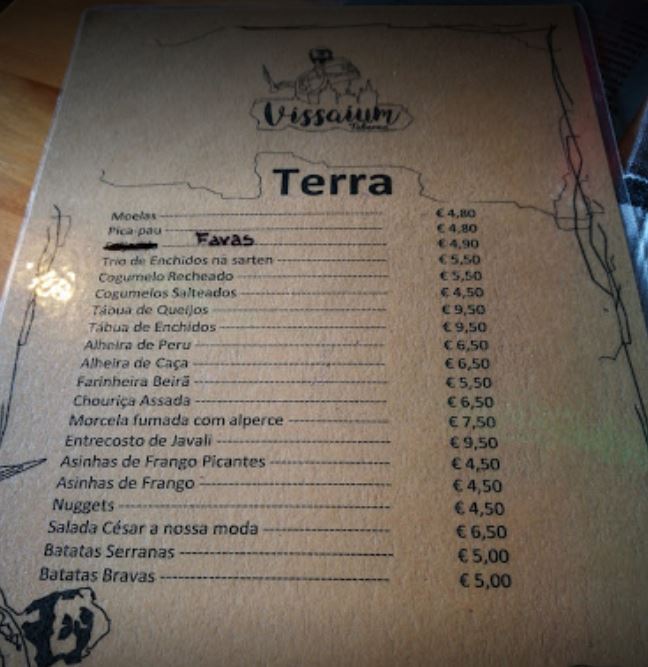 Vissaium
Taberna
Terra
Moelas ---------- € 4,80
Pica-pau ---------- € 4,80
Favas ---------- € 4,90
Trio de Enchidos na sarten ---------- € 5,50
Cogumelo Recheado ---------- € 5,50
Cogumelos Salteados ---------- € 4,50
Tábua de Queijos ---------- € 9,50
Tábua de Enchidos ---------- € 9,50
Alheira de Peru ---------- € 6,50
Alheira de Caça ---------- € 6,50
Farinheira Beirã ---------- € 5,50
Chouriça Assada ---------- € 6,50
Morcela fumada com alperce ---------- € 7,50
Entrecosto de Javali ---------- € 9,50
Asinhas de Frango Picantes ---------- € 4,50
Asinhas de Frango ---------- € 4,50
Nuggets ---------- € 4,50
Salada César a nossa moda ---------- € 6,50
Batatas Serranas ---------- € 5,00
Batatas Bravas ---------- € 5,00